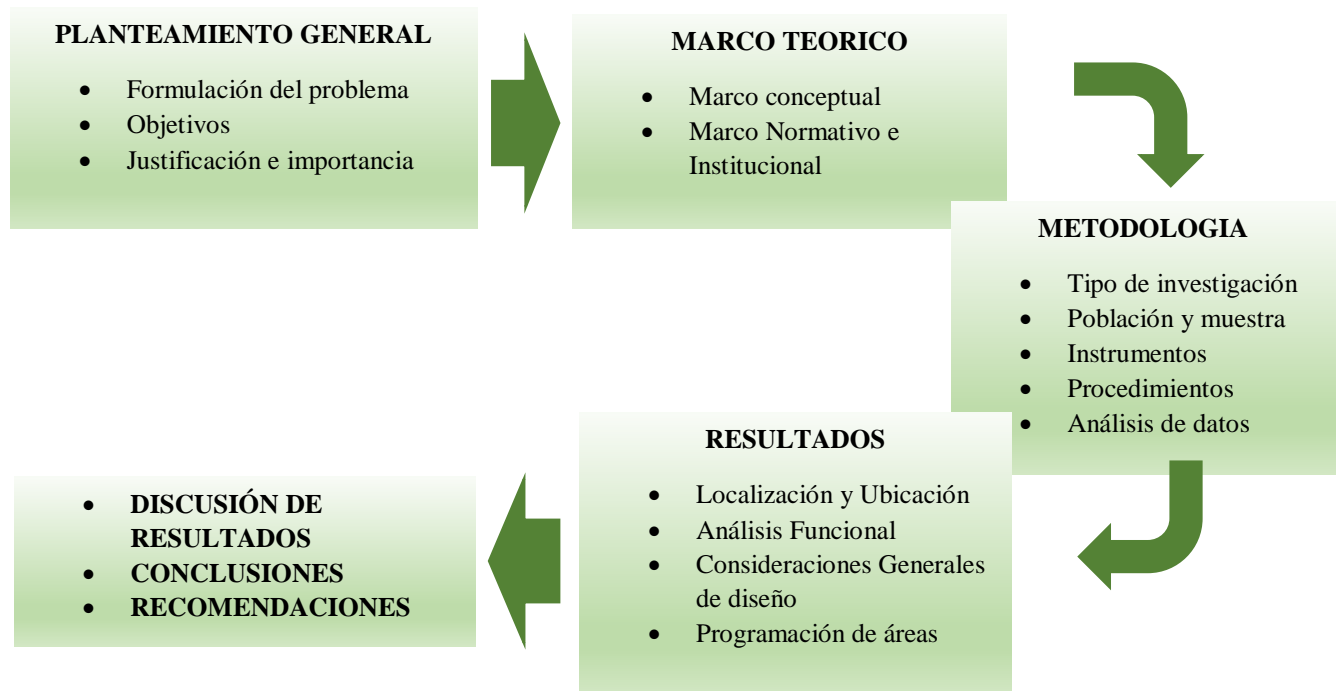 PLANTEAMIENTO GENERAL
• Formulación del problema
• Objetivos
• Justificación e importancia
MARCO TEORICO
• Marco conceptual
• Marco Normativo e
Institucional
METODOLOGIA
• Tipo de investigación
• Población y muestra
• Instrumentos
• Procedimientos
• Análisis de datos
RESULTADOS
• Localización y Ubicación
• Análisis Funcional
• Consideraciones Generales
de diseño
• Programación de áreas
• DISCUSIÓN DE
RESULTADOS
• CONCLUSIONES
• RECOMENDACIONES